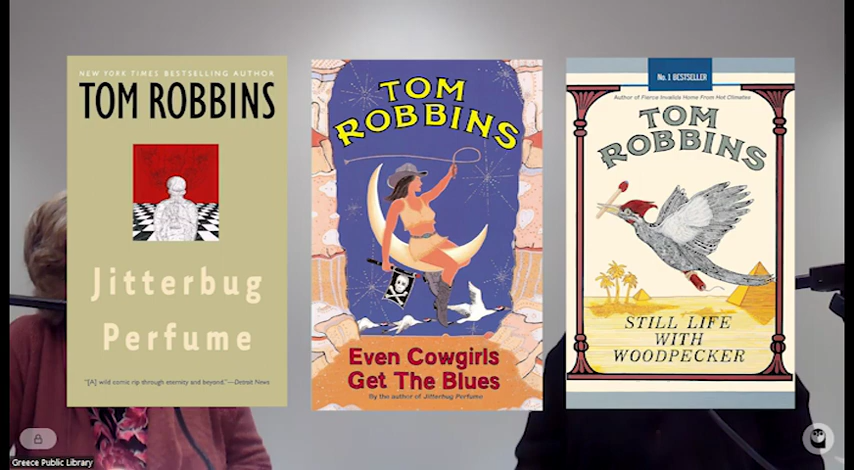 NEW YORK TIMES BESTSELLING AUTHOR
TOM ROBBINS
Jitterbug
Perfume
"[A] wild comic rip through eternity and beyond."—Detroit News
TOM
ROBBINS
Even Cowgirls
Get The Blues
By the author of Jitterbug Perfume
No. 1 BESTSELLER
Author of Fierce Invalids Home From Hot Climates
TOM
ROBBINS
STILL LIFE
WITH
WOODPECKER
Greece Public Library